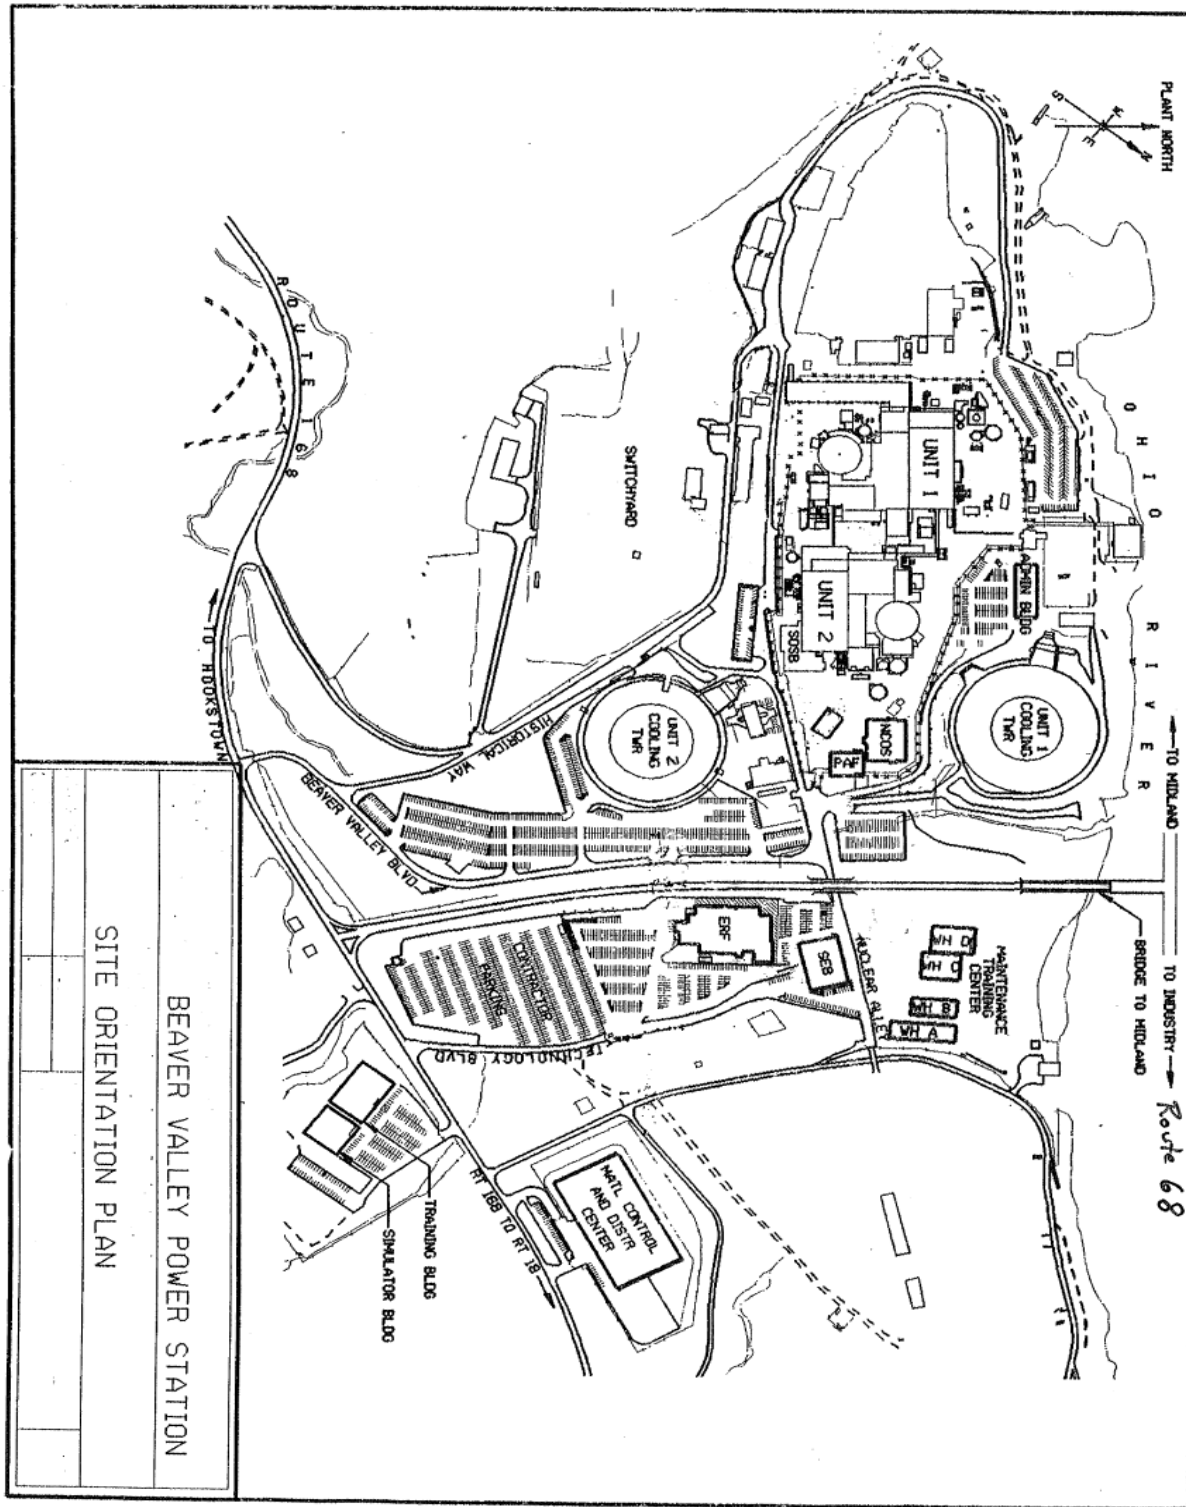 PLANT NORTH
S
W
E
N
OHIO RIVER
TO MIDLAND
TO INDUSTRY
Route 68
BRIDGE TO MIDLAND
ROUTE 168
TO HOOKSTOWN
SWITCHYARD
UNIT 1
UNIT 2
SOSB
ADMIN BLDG
UNIT 1
COOLING
TWR
UNIT 2
COOLING
TWR
NCOS
PAF
HISTORICAL WAY
BEAVER VALLEY BLVD
ERF
SEB
NUCLEAR ALLEY
MAINTENANCE
TRAINING
CENTER
WH D
WH C
WH B
WH A
CONTRACTOR
PARKING
TECHNOLOGY BLVD
MATL CONTROL
AND DISTR
CENTER
RT 168 TO RT 18
TRAINING BLDG
SIMULATOR BLDG
BEAVER VALLEY POWER STATION
SITE ORIENTATION PLAN